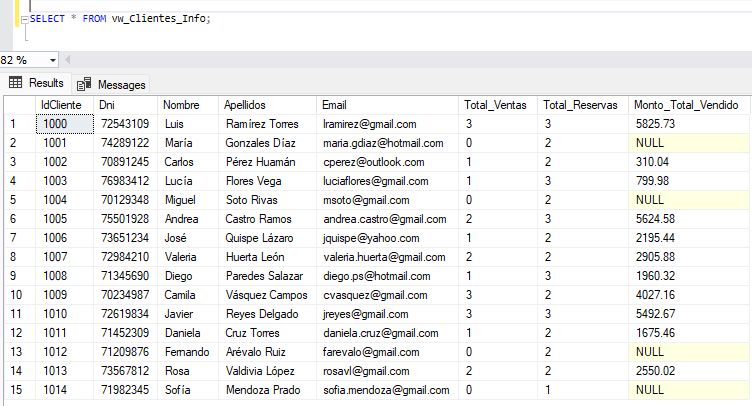 SELECT * FROM vw_Clientes_Info;
82 %
Results Messages
IdCliente Dni Nombre Apellidos Email Total_Ventas Total_Reservas Monto_Total_Vendido
1 1000 72543109 Luis Ramírez Torres lramirez@gmail.com 3 3 5825.73
2 1001 74289122 María Gonzales Díaz maria.gdiaz@hotmail.com 0 2 NULL
3 1002 70891245 Carlos Pérez Huamán cperez@outlook.com 1 2 310.04
4 1003 76983412 Lucía Flores Vega luciaflores@gmail.com 1 3 799.98
5 1004 70129348 Miguel Soto Rivas msoto@gmail.com 0 2 NULL
6 1005 75501928 Andrea Castro Ramos andrea.castro@gmail.com 2 3 5624.58
7 1006 73651234 José Quispe Lázaro jquispe@yahoo.com 1 2 2195.44
8 1007 72984210 Valeria Huerta León valeria.huerta@gmail.com 2 2 2905.88
9 1008 71345690 Diego Paredes Salazar diego.ps@hotmail.com 1 3 1960.32
10 1009 70234987 Camila Vásquez Campos cvasquez@gmail.com 3 2 4027.16
11 1010 72619834 Javier Reyes Delgado jreyes@gmail.com 3 3 5492.67
12 1011 71452309 Daniela Cruz Torres daniela.cruz@gmail.com 1 2 1675.46
13 1012 71209876 Fernando Arévalo Ruiz farevalo@gmail.com 0 2 NULL
14 1013 73567812 Rosa Valdivia López rosavl@gmail.com 2 2 2550.02
15 1014 71982345 Sofía Mendoza Prado sofia.mendoza@gmail.com 0 1 NULL